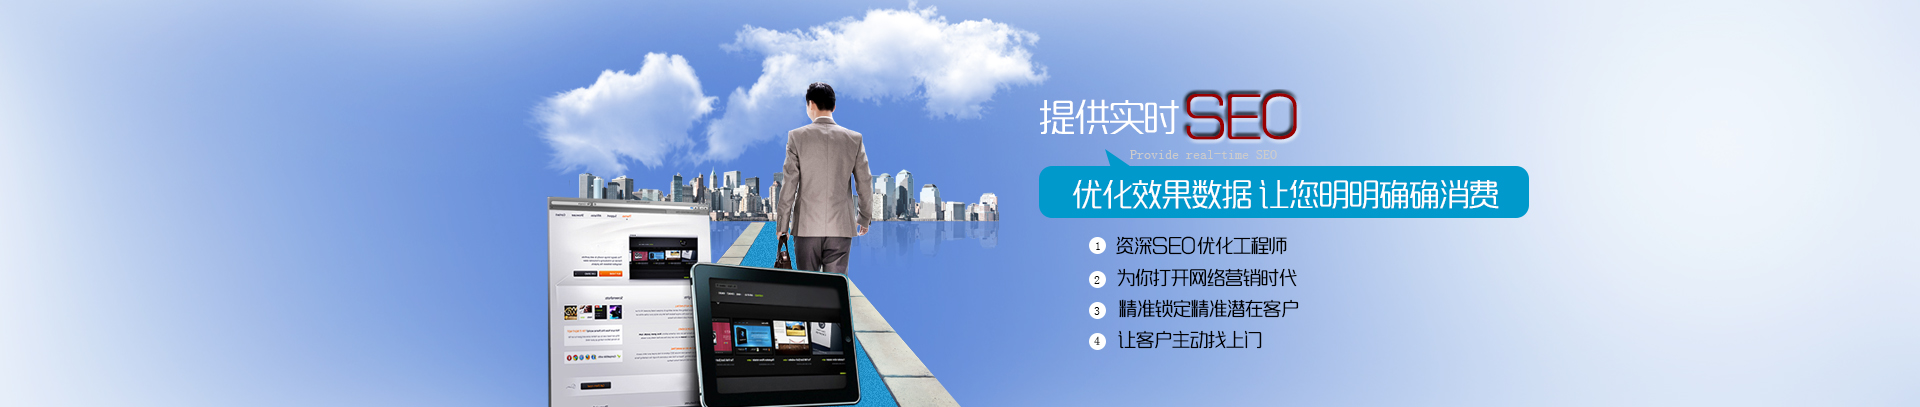 提供实时SEO
Provide real-time SEO
优化效果数据 让您明明确确消费
1 资深SEO优化工程师
2 为你打开网络营销时代
3 精准锁定精准潜在客户
4 让客户主动找上门